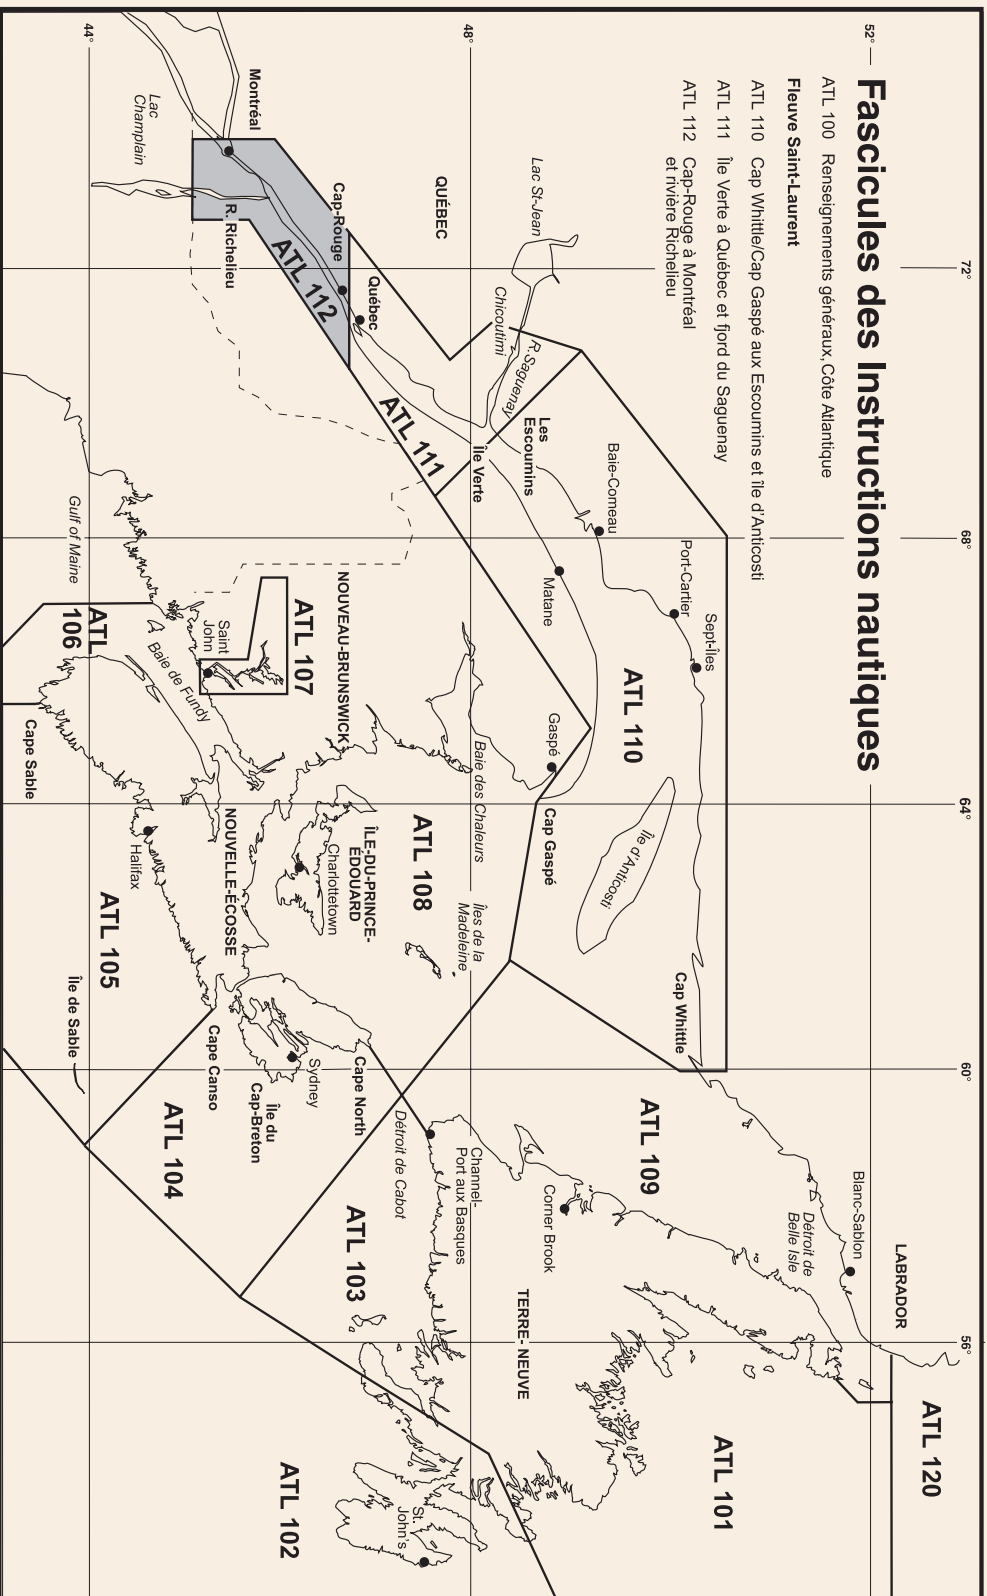 Fascicules des Instructions nautiques
ATL 100 Renseignements généraux, Côte Atlantique
Fleuve Saint-Laurent
ATL 110 Cap Whittle/Cap Gaspé aux Escoumins et île d'Anticosti
ATL 111 Île Verte à Québec et fjord du Saguenay
ATL 112 Cap-Rouge à Montréal
et rivière Richelieu
72°
68°
64°
60°
56°
52°
48°
44°
LABRADOR
ATL 120
Blanc-Sablon
Détroit de
Belle Isle
ATL 101
Sept-Îles
Port-Cartier
Cap Whittle
ATL 110
ATL 109
Île d'Anticosti
Baie-Comeau
Matane
Gaspé
Cap Gaspé
Corner Brook
TERRE-NEUVE
Lac St-Jean
Les
Escoumins
R. Saguenay
Chicoutimi
Île Verte
Baie des Chaleurs
Îles de la
Madeleine
Channel-
Port aux Basques
QUÉBEC
ATL 111
ATL 108
Détroit de Cabot
St.
John's
Québec
Cap-Rouge
ATL 112
NOUVEAU-BRUNSWICK
ÎLE-DU-PRINCE-
ÉDOUARD
Charlottetown
Cape North
ATL 103
ATL 102
ATL 107
Sydney
Île du
Cap-Breton
Montréal
R. Richelieu
Saint
John
NOUVELLE-ÉCOSSE
Cape Canso
ATL 104
Baie de Fundy
Lac
Champlain
Halifax
ATL 105
Gulf of Maine
ATL
106
Île de Sable
Cape Sable